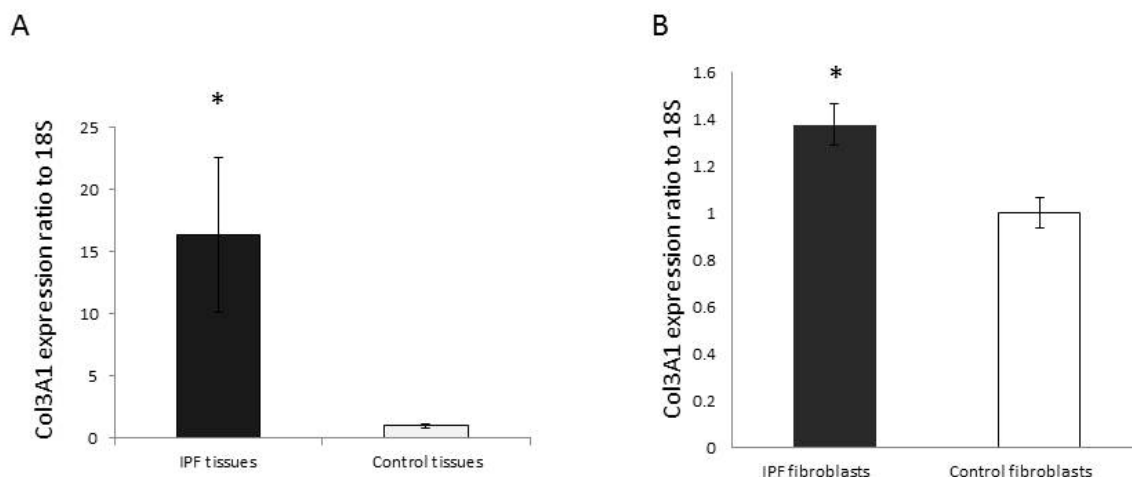 A
*
Col3A1 expression ratio to 18S
25
20
15
10
5
0
IPF tissues
Control tissues
B
*
Col3A1 expression ratio to 18S
1.6
1.4
1.2
1
0.8
0.6
0.4
0.2
0
IPF fibroblasts
Control fibroblasts